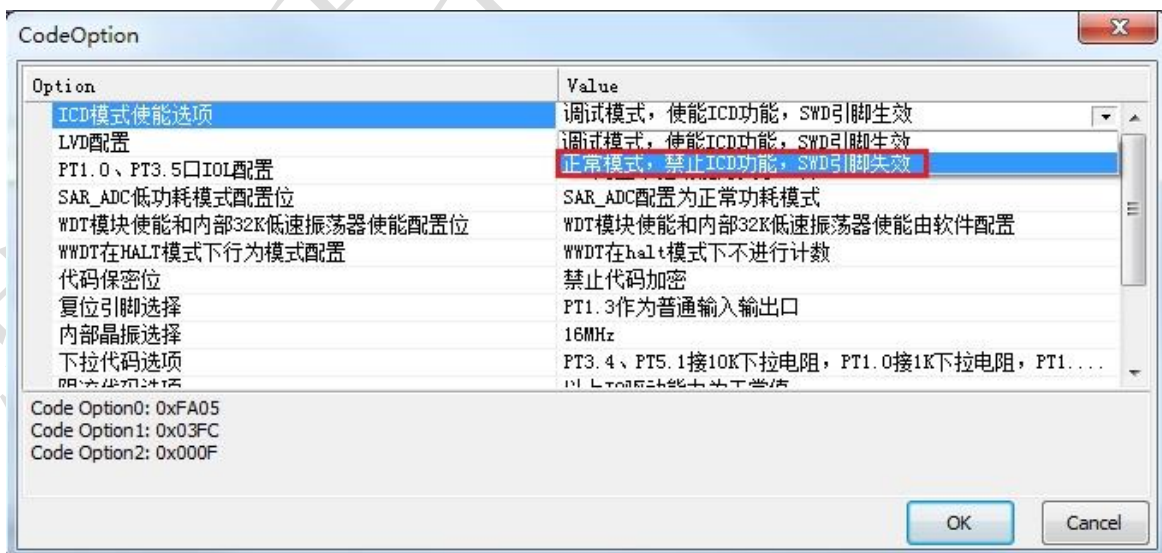 CodeOption
Option Value
ICD模式使能选项 调试模式，使能ICD功能，SWD引脚生效
LVD配置 调试模式，使能ICD功能，SWD引脚生效
正常模式，禁止ICD功能，SWD引脚失效
PT1.0、PT3.5口IOL配置
SAR_ADC低功耗模式配置位 SAR_ADC配置为正常功耗模式
WDT模块使能和内部32K低速振荡器使能配置位 WDT模块使能和内部32K低速振荡器使能由软件配置
WWDT在HALT模式下行为模式配置 WWDT在halt模式下不进行计数
代码保密位 禁止代码加密
复位引脚选择 PT1.3作为普通输入输出口
内部晶振选择 16MHz
下拉代码选项 PT3.4、PT5.1接10K下拉电阻，PT1.0接1K下拉电阻，PT1....
Code Option0: 0xFA05
Code Option1: 0x03FC
Code Option2: 0x000F
OK Cancel